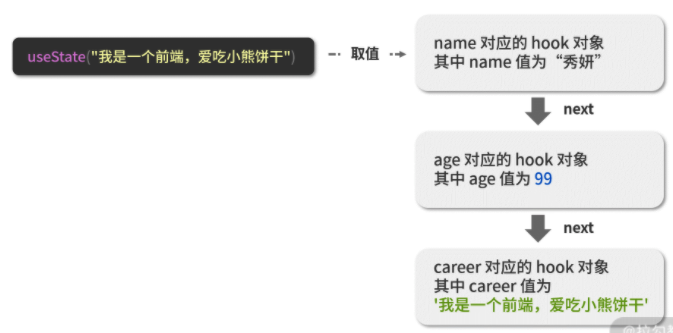 useState("我是一个前端，爱吃小熊饼干")
取值
name 对应的 hook 对象
其中 name 值为“秀妍”
next
age 对应的 hook 对象
其中 age 值为 99
next
career 对应的 hook 对象
其中 career 值为
'我是一个前端，爱吃小熊饼干'